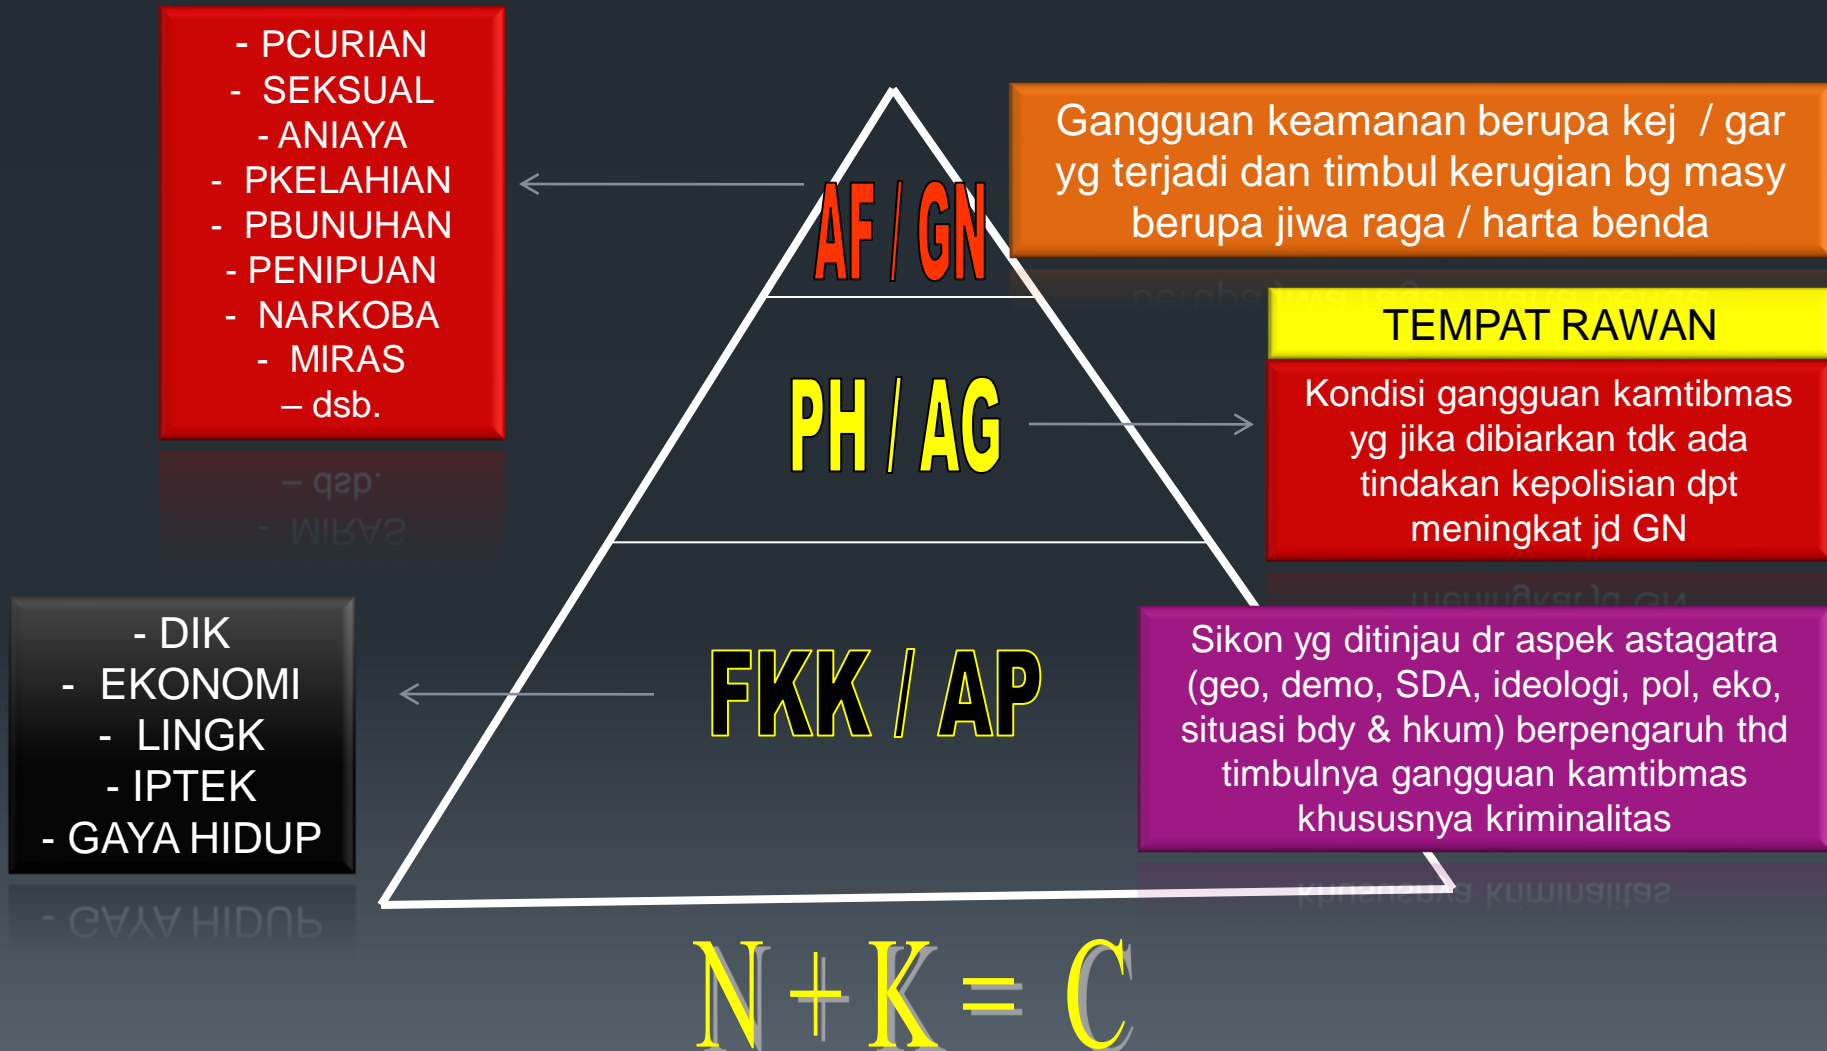 - PCURIAN
- SEKSUAL
- ANIAYA
- PKELAHIAN
- PBUNUHAN
- PENIPUAN
- NARKOBA
- MIRAS
– dsb.
AF / GN
Gangguan keamanan berupa kej / gar
yg terjadi dan timbul kerugian bg masy
berupa jiwa raga / harta benda
TEMPAT RAWAN
PH / AG
Kondisi gangguan kamtibmas
yg jika dibiarkan tdk ada
tindakan kepolisian dpt
meningkat jd GN
- DIK
- EKONOMI
- LINGK
- IPTEK
- GAYA HIDUP
FKK / AP
Sikon yg ditinjau dr aspek astagatra
(geo, demo, SDA, ideologi, pol, eko,
situasi bdy & hkum) berpengaruh thd
timbulnya gangguan kamtibmas
khususnya kriminalitas
N + K = C